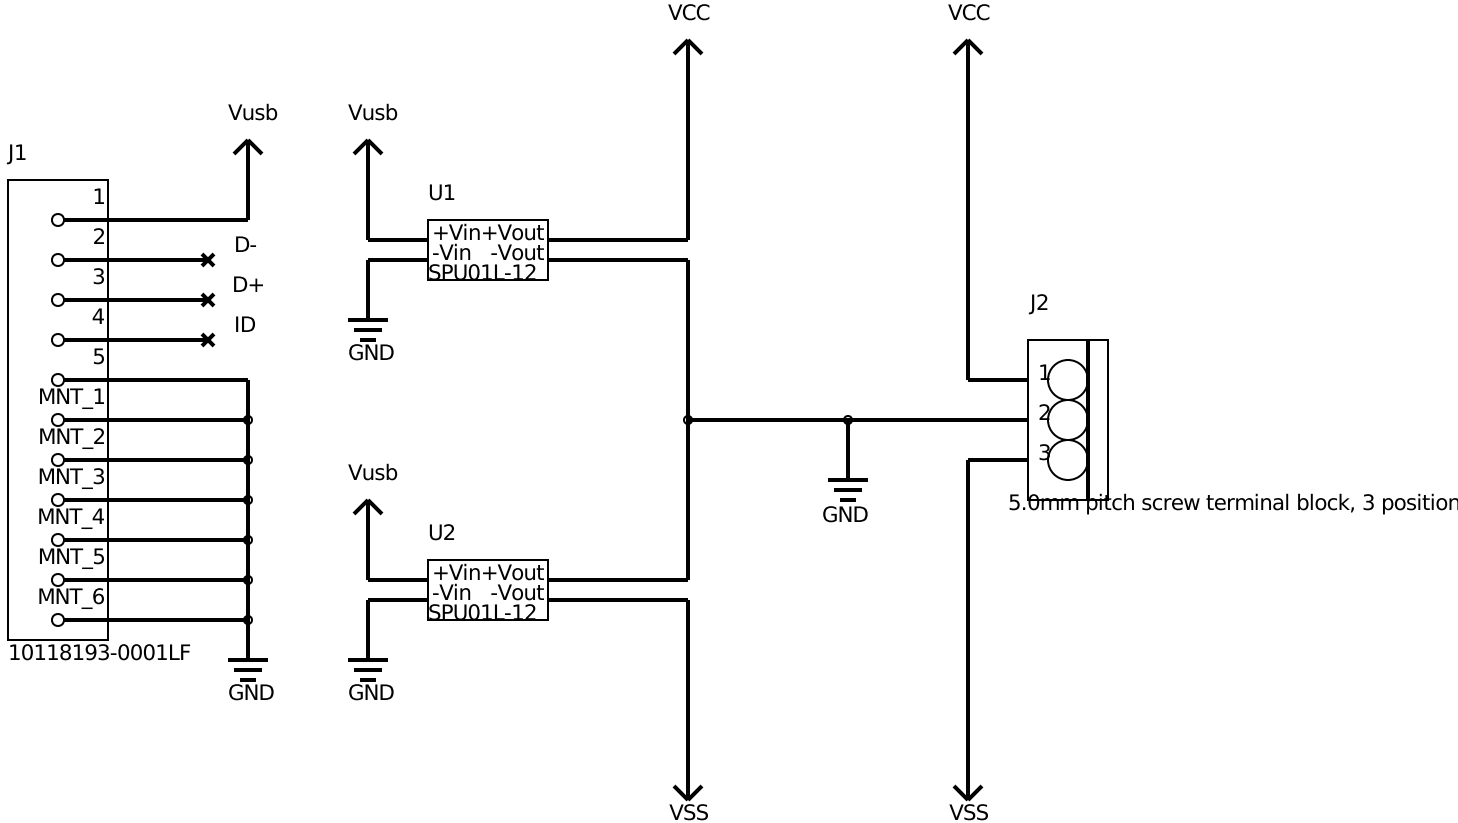 VCC
VCC
Vusb
Vusb
J1
1
2
D-
3
D+
4
ID
5
MNT_1
MNT_2
MNT_3
MNT_4
MNT_5
MNT_6
10118193-0001LF
GND
U1
+Vin+Vout
-Vin -Vout
SPU01L-12
GND
Vusb
U2
+Vin+Vout
-Vin -Vout
SPU01L-12
GND
GND
J2
1
2
3
5.0mm pitch screw terminal block, 3 position
VSS
VSS